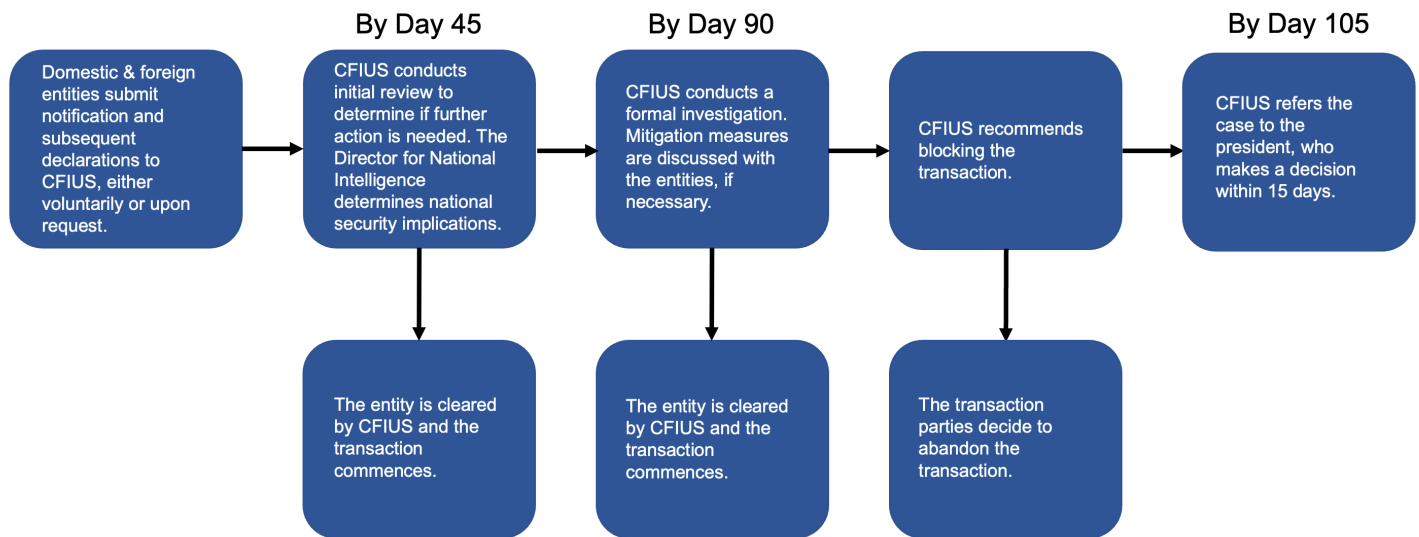 By Day 45
By Day 90
By Day 105
Domestic & foreign
entities submit
notification and
subsequent
declarations to
CFIUS, either
voluntarily or upon
request.
CFIUS conducts
initial review to
determine if further
action is needed. The
Director for National
Intelligence
determines national
security implications.
CFIUS conducts a
formal investigation.
Mitigation measures
are discussed with
the entities, if
necessary.
CFIUS recommends
blocking the
transaction.
CFIUS refers the
case to the
president, who
makes a decision
within 15 days.
The entity is cleared
by CFIUS and the
transaction
commences.
The entity is cleared
by CFIUS and the
transaction
commences.
The transaction
parties decide to
abandon the
transaction.